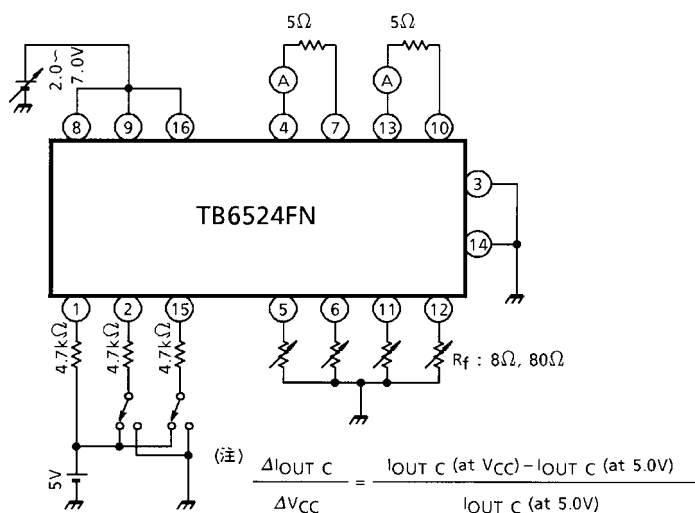 5Ω 5Ω
2.0～
7.0V
A A
8 9 16 4 7 13 10
3
TB6524FN
14
1 2 15 5 6 11 12
4.7kΩ 4.7kΩ 4.7kΩ
Rf : 8Ω, 80Ω
5V
(注) ΔIOUT C / ΔVCC = IOUT C (at VCC) − IOUT C (at 5.0V) / IOUT C (at 5.0V)